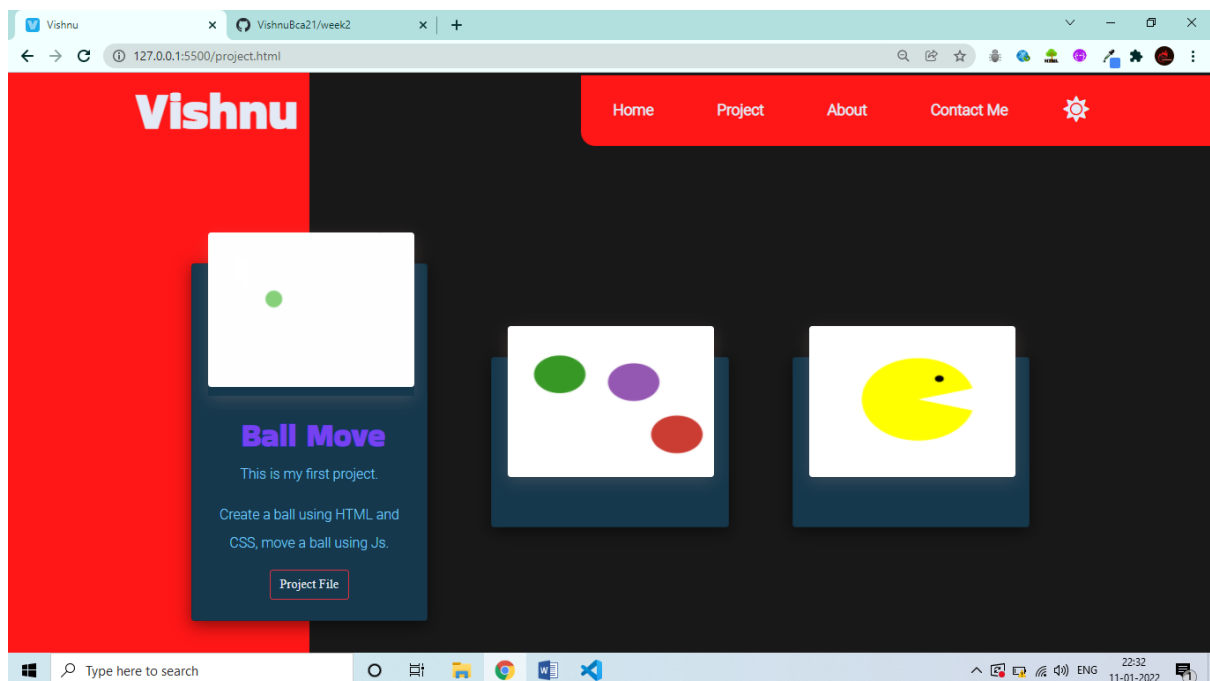 Vishnu
VishnuBca21/week2
127.0.0.1:5500/project.html
Vishnu
Home Project About Contact Me
Ball Move
This is my first project.
Create a ball using HTML and
CSS, move a ball using Js.
Project File
Type here to search
ENG
22:32
11-01-2022